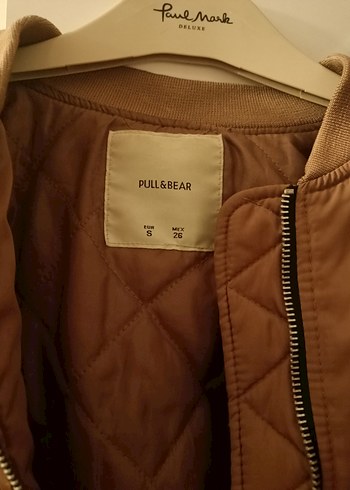 Paul Mark
DELUXE
PULL&BEAR
EUR MEX
S 26